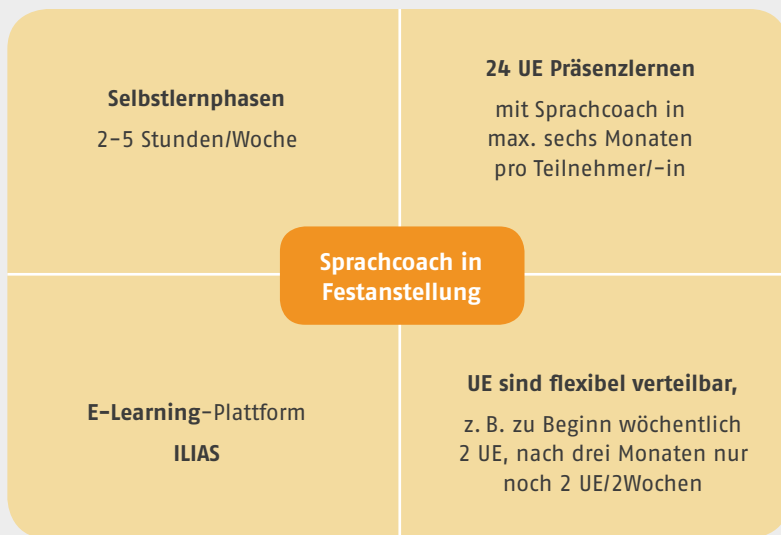 Selbstlernphasen
2–5 Stunden/Woche
24 UE Präsenzlernen
mit Sprachcoach in
max. sechs Monaten
pro Teilnehmer/-in
Sprachcoach in
Festanstellung
E-Learning-Plattform
ILIAS
UE sind flexibel verteilbar,
z. B. zu Beginn wöchentlich
2 UE, nach drei Monaten nur
noch 2 UE/2Wochen